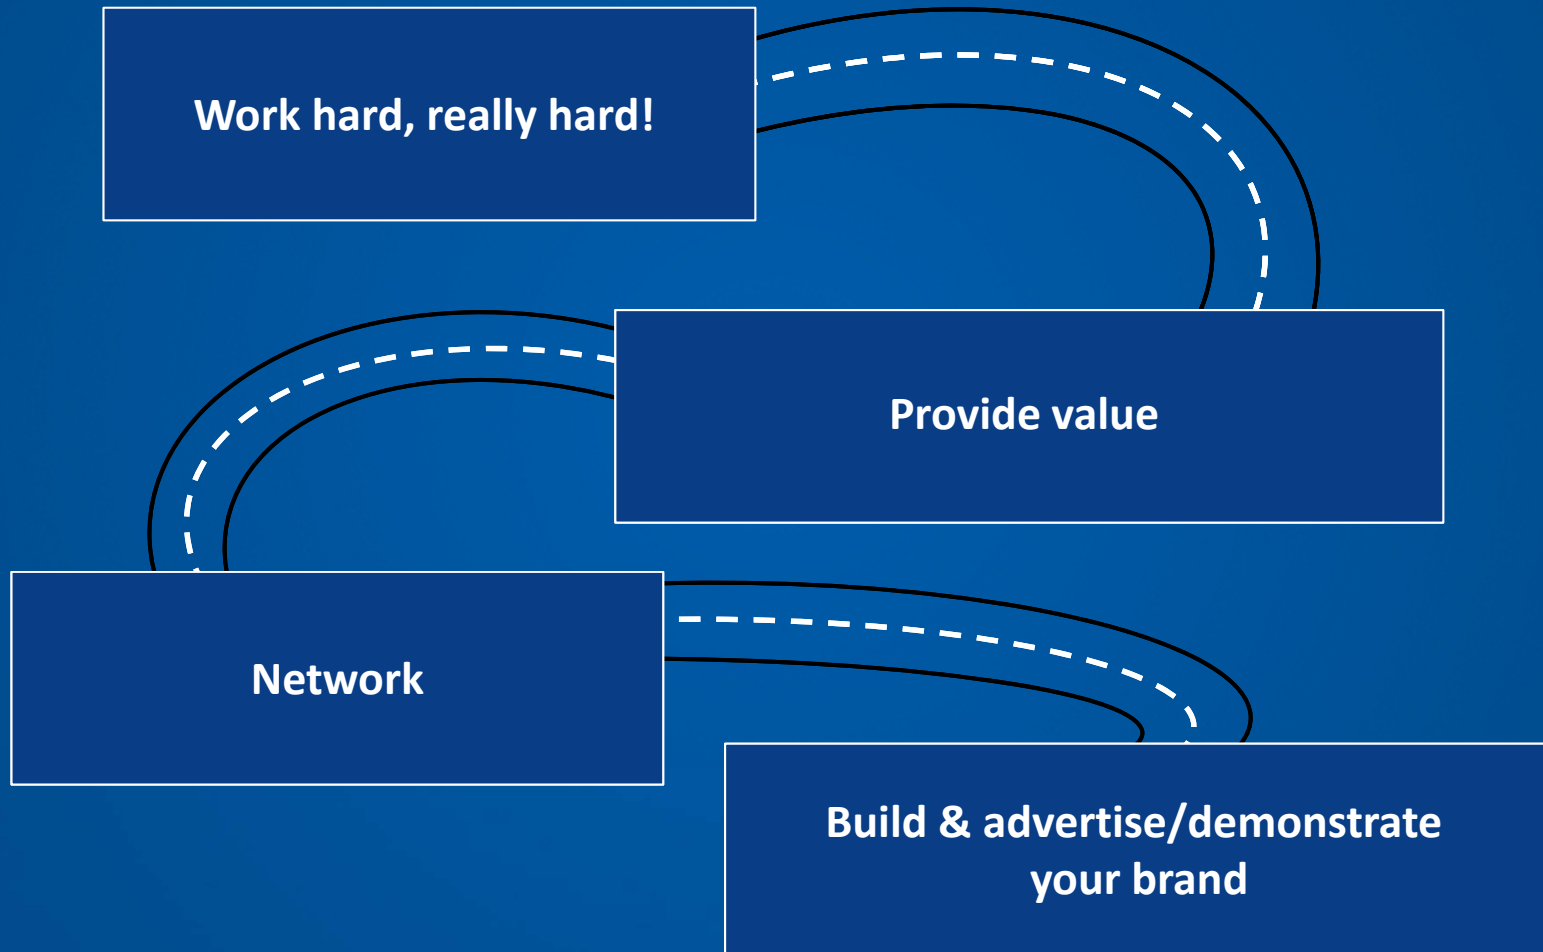 Work hard, really hard!
Provide value
Network
Build & advertise/demonstrate
your brand